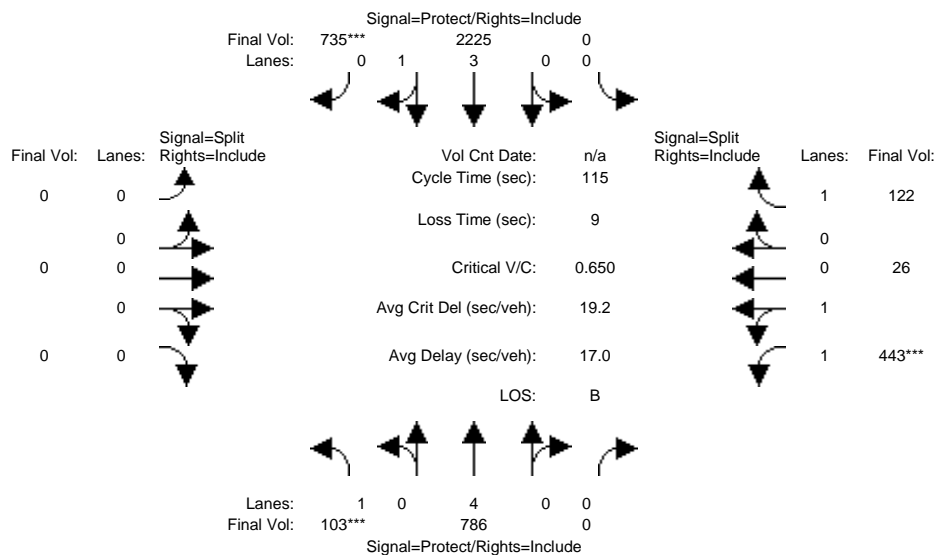 Signal=Protect/Rights=Include
Final Vol: 735*** 2225 0
Lanes: 0 1 3 0 0
Signal=Split
Final Vol: Lanes: Rights=Include
Vol Cnt Date: n/a
Signal=Split
Rights=Include Lanes: Final Vol:
Cycle Time (sec): 115
0 0
1 122
Loss Time (sec): 9
0
0
0 0
Critical V/C: 0.650
0 26
0
Avg Crit Del (sec/veh): 19.2
1
0 0
Avg Delay (sec/veh): 17.0
1 443***
LOS: B
Lanes: 1 0 4 0 0
Final Vol: 103*** 786 0
Signal=Protect/Rights=Include